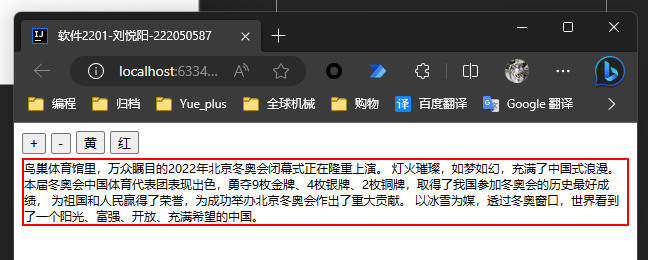 软件2201-刘悦阳-222050587
localhost:6334...
编程 归档 Yue_plus 全球机械 购物 译 百度翻译 Google 翻译
+ - 黄 红
鸟巢体育馆里，万众瞩目的2022年北京冬奥会闭幕式正在隆重上演。 灯火璀璨，如梦如幻，充满了中国式浪漫。
本届冬奥会中国体育代表团表现出色，勇夺9枚金牌、4枚银牌、2枚铜牌，取得了我国参加冬奥会的历史最好成
绩， 为祖国和人民赢得了荣誉，为成功举办北京冬奥会作出了重大贡献。 以冰雪为媒，透过冬奥窗口，世界看到
了一个阳光、富强、开放、充满希望的中国。